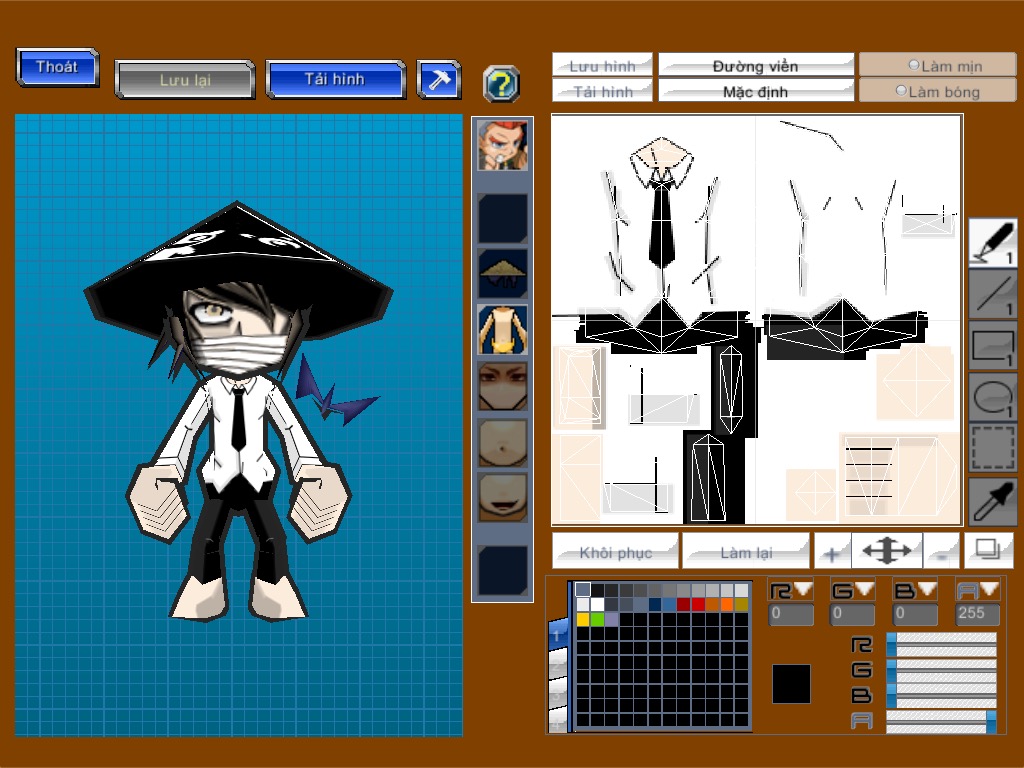 Thoát
Lưu lại
Tải hình
?
Lưu hình
Đường viền
Làm mịn
Tải hình
Mặc định
Làm bóng
1
1
1
1
Khôi phục
Làm lại
+
-
1
R
G
B
A
0
0
0
255
R
G
B
A